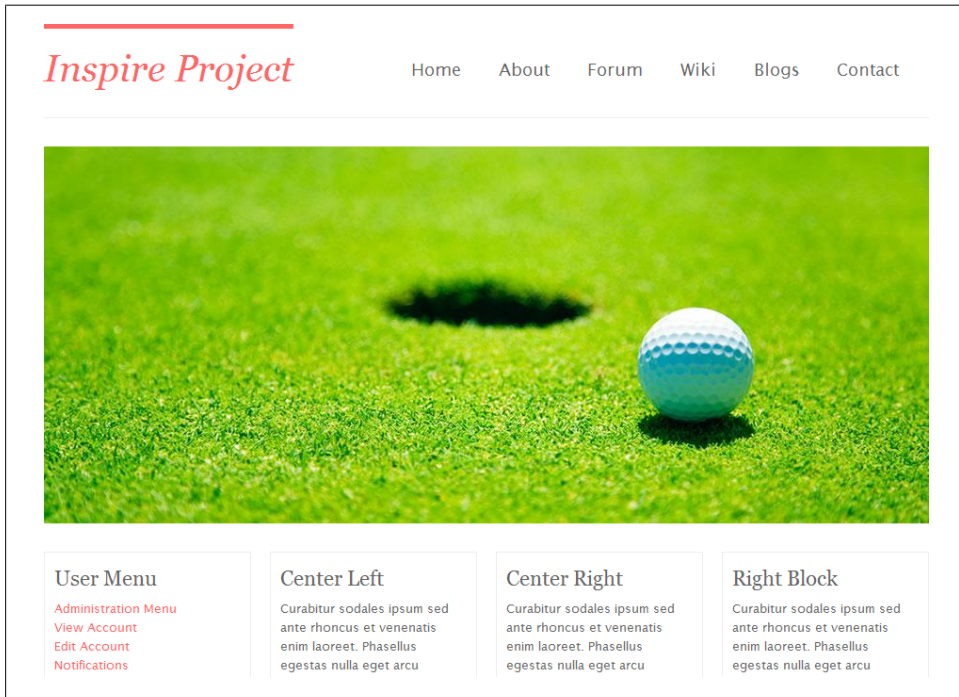 Inspire Project
Home About Forum Wiki Blogs Contact
User Menu
Administration Menu
View Account
Edit Account
Notifications
Center Left
Curabitur sodales ipsum sed
ante rhoncus et venenatis
enim laoreet. Phasellus
egestas nulla eget arcu
Center Right
Curabitur sodales ipsum sed
ante rhoncus et venenatis
enim laoreet. Phasellus
egestas nulla eget arcu
Right Block
Curabitur sodales ipsum sed
ante rhoncus et venenatis
enim laoreet. Phasellus
egestas nulla eget arcu